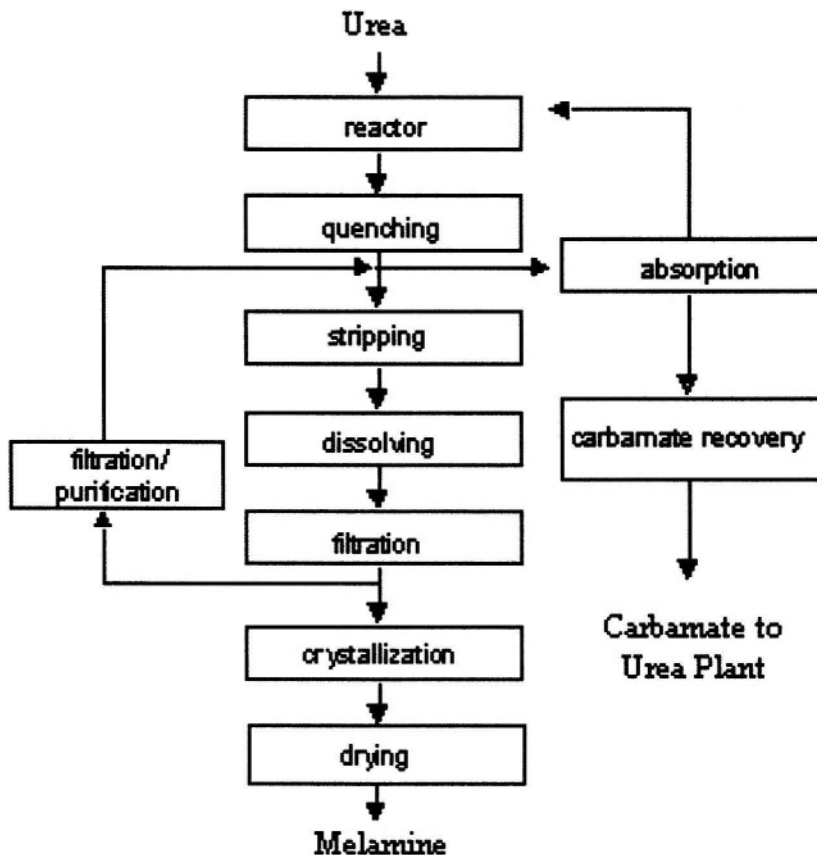 Urea
reactor
quenching
absorption
stripping
dissolving
carbamate recovery
filtration/
purification
filtration
Carbamate to
Urea Plant
crystallization
drying
Melamine